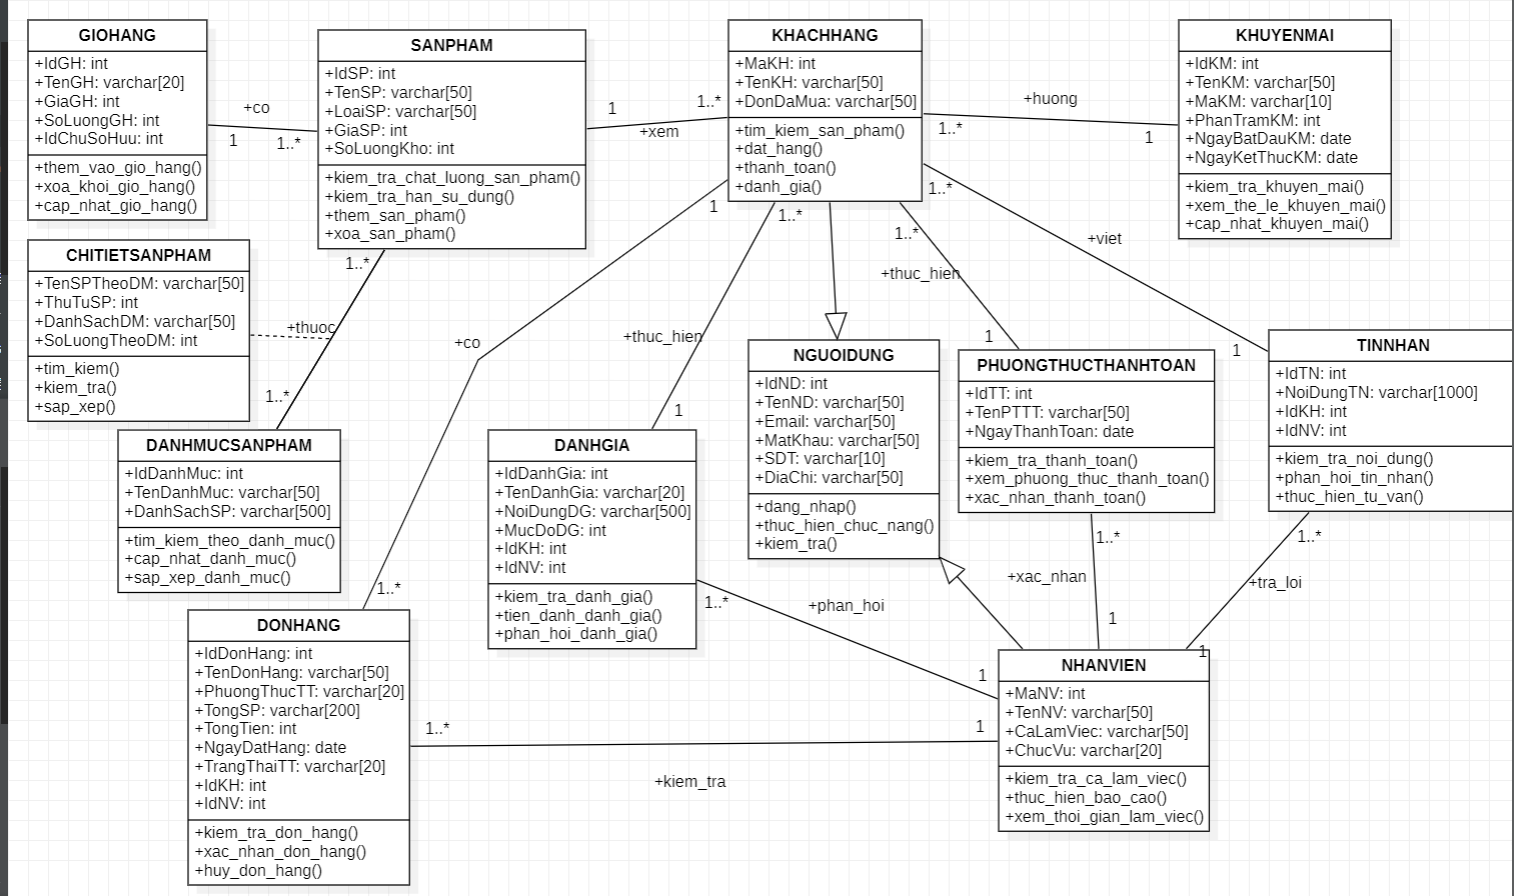 GIOHANG
+IdGH: int
+TenGH: varchar[20]
+GiaGH: int
+SoLuongGH: int
+IdChuSoHuu: int
+them_vao_gio_hang()
+xoa_khoi_gio_hang()
+cap_nhat_gio_hang()
+co
1
1..*
SANPHAM
+IdSP: int
+TenSP: varchar[50]
+LoaiSP: varchar[50]
+GiaSP: int
+SoLuongKho: int
+kiem_tra_chat_luong_san_pham()
+kiem_tra_han_su_dung()
+them_san_pham()
+xoa_san_pham()
1
1..*
+xem
KHACHHANG
+MaKH: int
+TenKH: varchar[50]
+DonDaMua: varchar[50]
+tim_kiem_san_pham()
+dat_hang()
+thanh_toan()
+danh_gia()
+huong
1..*
1
KHUYENMAI
+IdKM: int
+TenKM: varchar[50]
+MaKM: varchar[10]
+PhanTramKM: int
+NgayBatDauKM: date
+NgayKetThucKM: date
+kiem_tra_khuyen_mai()
+xem_the_le_khuyen_mai()
+cap_nhat_khuyen_mai()
CHITIETSANPHAM
+TenSPTheoDM: varchar[50]
+ThuTuSP: int
+DanhSachDM: varchar[50]
+SoLuongTheoDM: int
+tim_kiem()
+kiem_tra()
+sap_xep()
1..*
+thuoc
1..*
DANHMUCSANPHAM
+IdDanhMuc: int
+TenDanhMuc: varchar[50]
+DanhSachSP: varchar[500]
+tim_kiem_theo_danh_muc()
+cap_nhat_danh_muc()
+sap_xep_danh_muc()
1
+co
1..*
1..*
+thuc_hien
1
DANHGIA
+IdDanhGia: int
+TenDanhGia: varchar[20]
+NoiDungDG: varchar[500]
+MucDoDG: int
+IdKH: int
+IdNV: int
+kiem_tra_danh_gia()
+tien_danh_danh_gia()
+phan_hoi_danh_gia()
NGUOIDUNG
+IdND: int
+TenND: varchar[50]
+Email: varchar[50]
+MatKhau: varchar[50]
+SDT: varchar[10]
+DiaChi: varchar[50]
+dang_nhap()
+thuc_hien_chuc_nang()
+kiem_tra()
1..*
+thuc_hien
1
PHUONGTHUCTHANHTOAN
+IdTT: int
+TenPTTT: varchar[50]
+NgayThanhToan: date
+kiem_tra_thanh_toan()
+xem_phuong_thuc_thanh_toan()
+xac_nhan_thanh_toan()
1..*
+viet
1
TINNHAN
+IdTN: int
+NoiDungTN: varchar[1000]
+IdKH: int
+IdNV: int
+kiem_tra_noi_dung()
+phan_hoi_tin_nhan()
+thuc_hien_tu_van()
1..*
+xac_nhan
1
1..*
+tra_loi
1
1..*
+phan_hoi
1
DONHANG
+IdDonHang: int
+TenDonHang: varchar[50]
+PhuongThucTT: varchar[20]
+TongSP: varchar[200]
+TongTien: int
+NgayDatHang: date
+TrangThaiTT: varchar[20]
+IdKH: int
+IdNV: int
+kiem_tra_don_hang()
+xac_nhan_don_hang()
+huy_don_hang()
1..*
1
+kiem_tra
NHANVIEN
+MaNV: int
+TenNV: varchar[50]
+CaLamViec: varchar[50]
+ChucVu: varchar[20]
+kiem_tra_ca_lam_viec()
+thuc_hien_bao_cao()
+xem_thoi_gian_lam_viec()